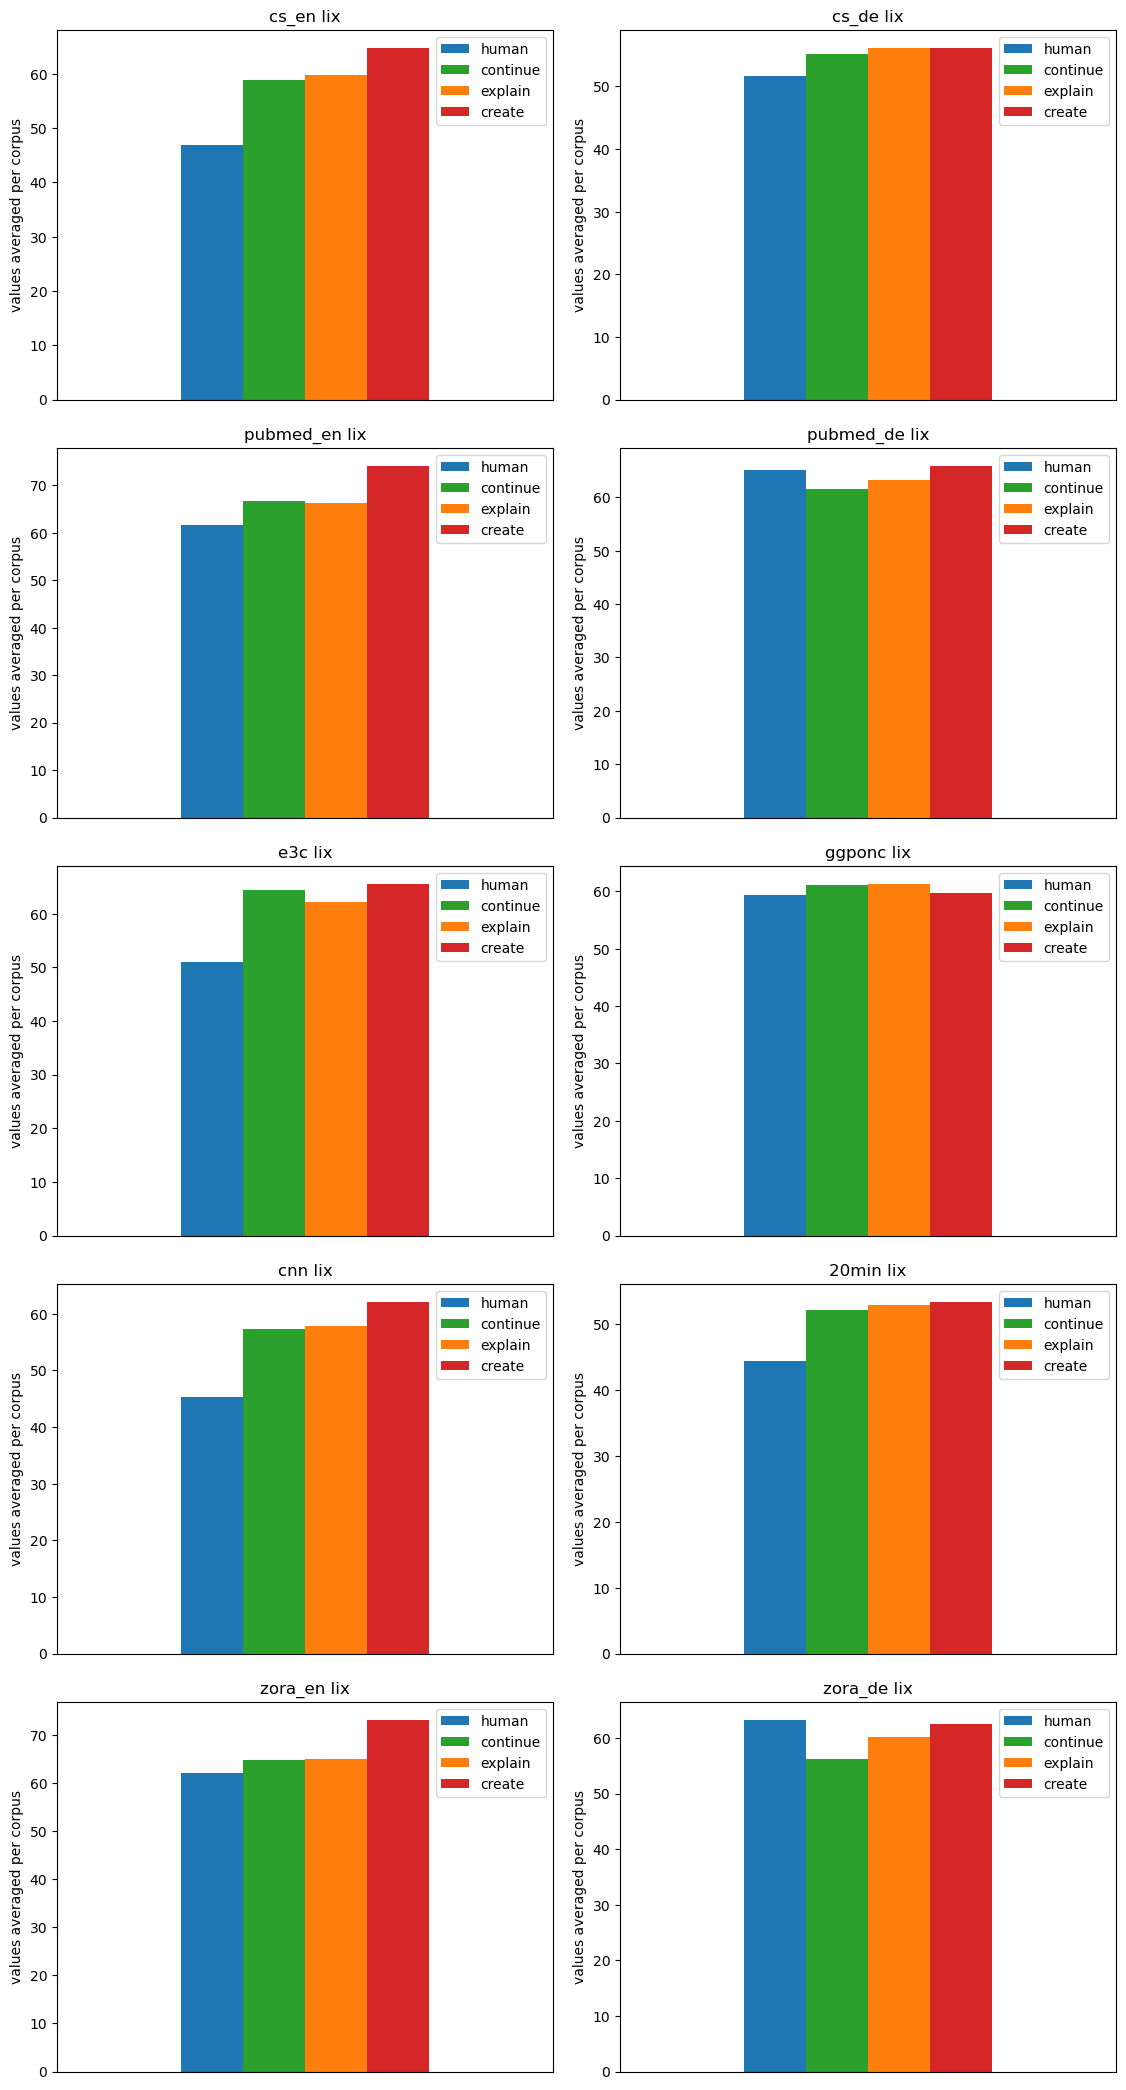 cs_en lix
values averaged per corpus
60
50
40
30
20
10
0
human
continue
explain
create
cs_de lix
values averaged per corpus
50
40
30
20
10
0
human
continue
explain
create
pubmed_en lix
values averaged per corpus
70
60
50
40
30
20
10
0
human
continue
explain
create
pubmed_de lix
values averaged per corpus
60
50
40
30
20
10
0
human
continue
explain
create
e3c lix
values averaged per corpus
60
50
40
30
20
10
0
human
continue
explain
create
ggponc lix
values averaged per corpus
60
50
40
30
20
10
0
human
continue
explain
create
cnn lix
values averaged per corpus
60
50
40
30
20
10
0
human
continue
explain
create
20min lix
values averaged per corpus
50
40
30
20
10
0
human
continue
explain
create
zora_en lix
values averaged per corpus
70
60
50
40
30
20
10
0
human
continue
explain
create
zora_de lix
values averaged per corpus
60
50
40
30
20
10
0
human
continue
explain
create